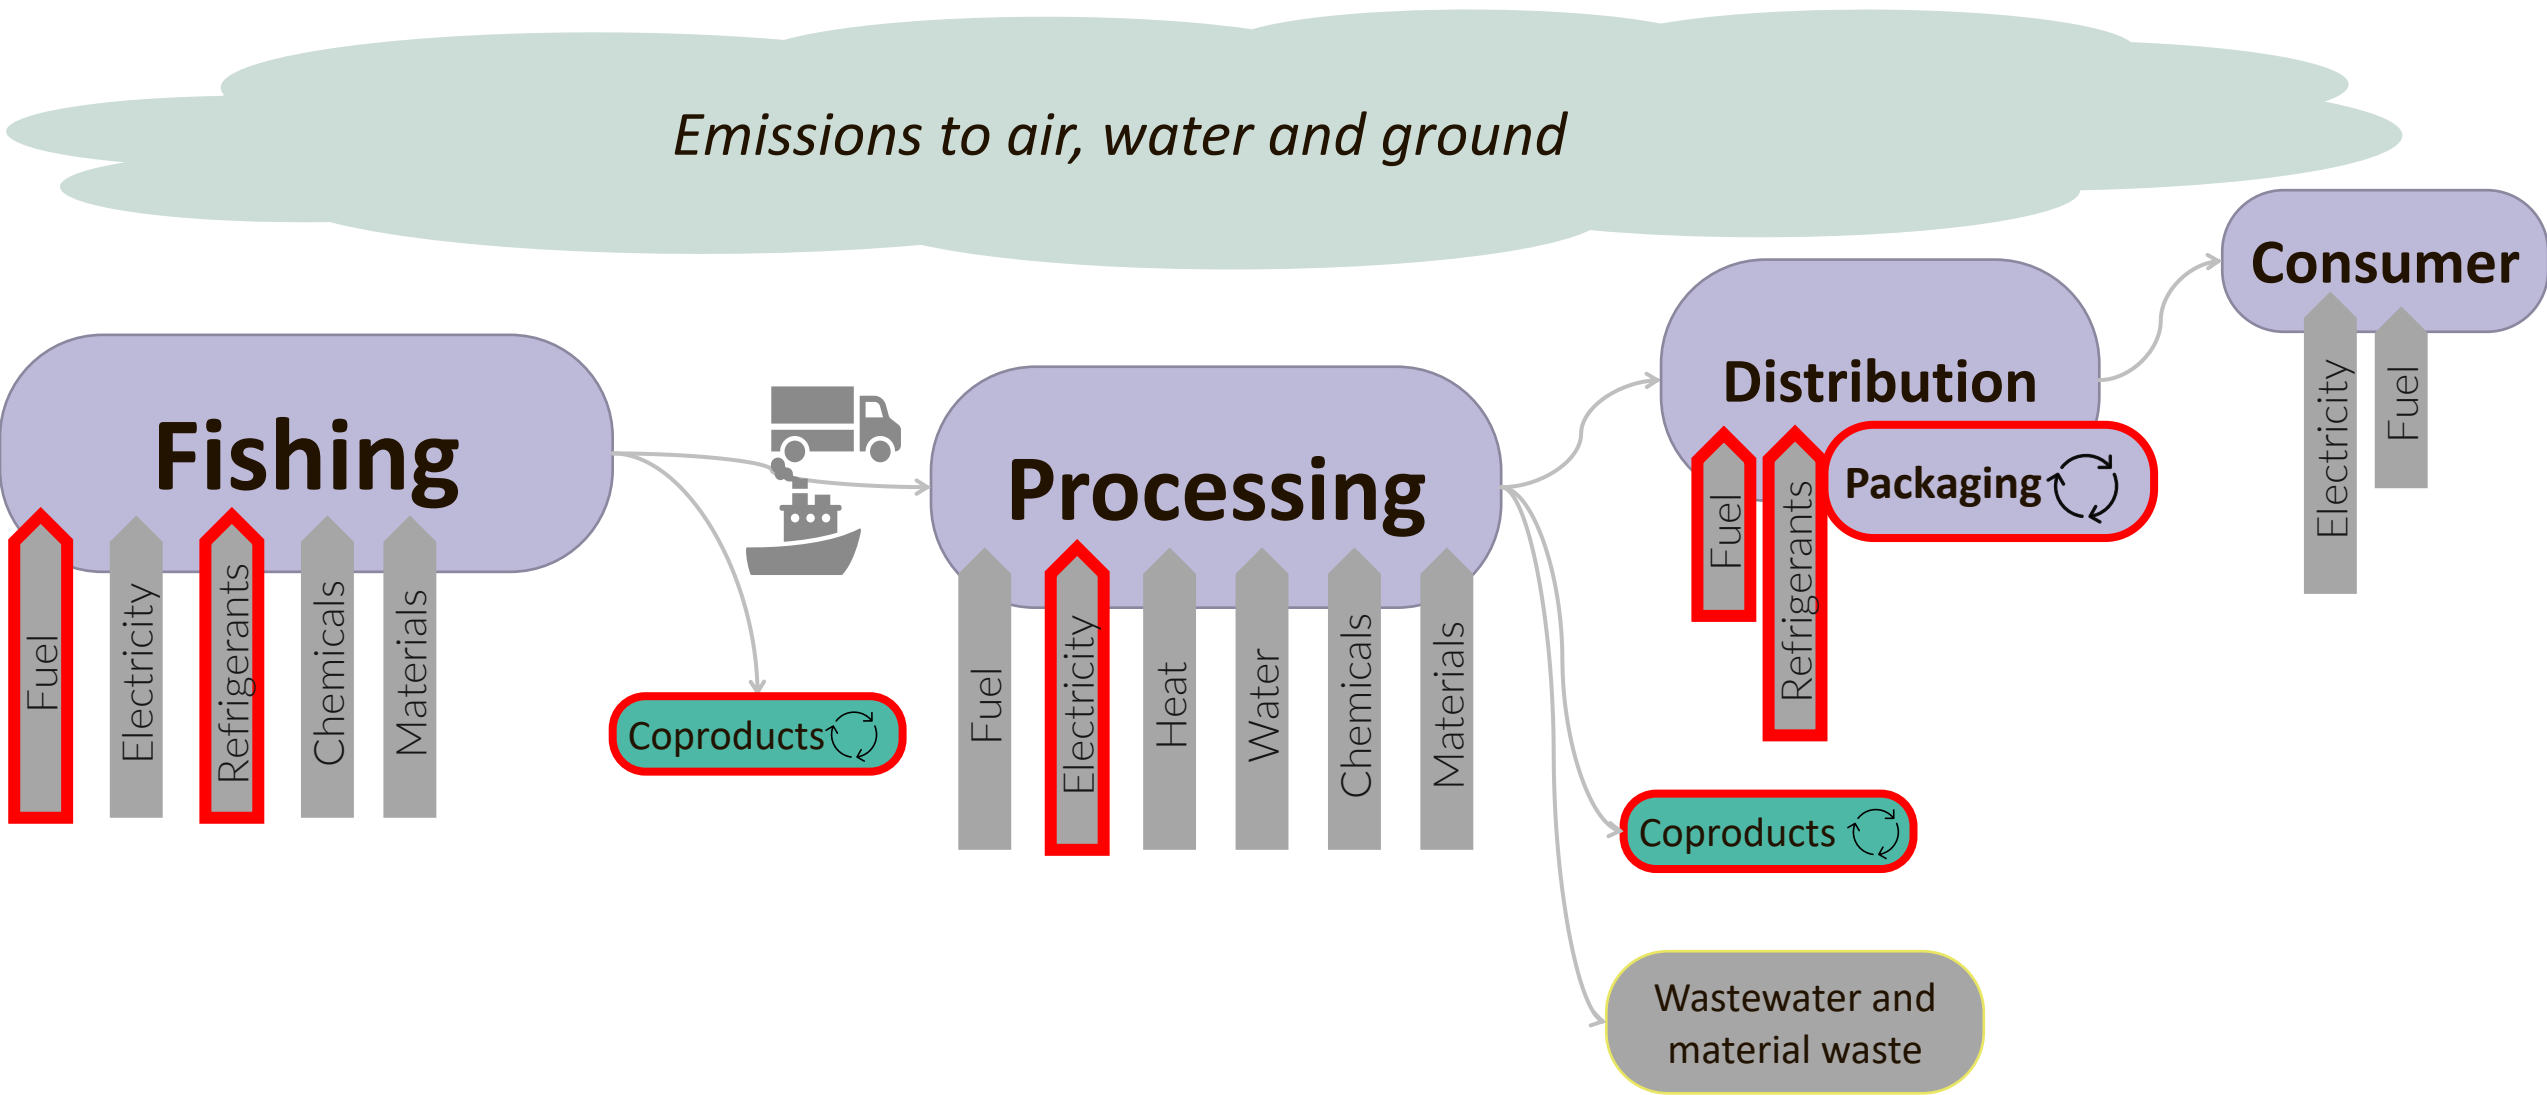 Emissions to air, water and ground
Fishing
Fuel
Electricity
Refrigerants
Chemicals
Materials
Coproducts
Processing
Fuel
Electricity
Heat
Water
Chemicals
Materials
Distribution
Packaging
Fuel
Refrigerants
Coproducts
Wastewater and
material waste
Consumer
Electricity
Fuel